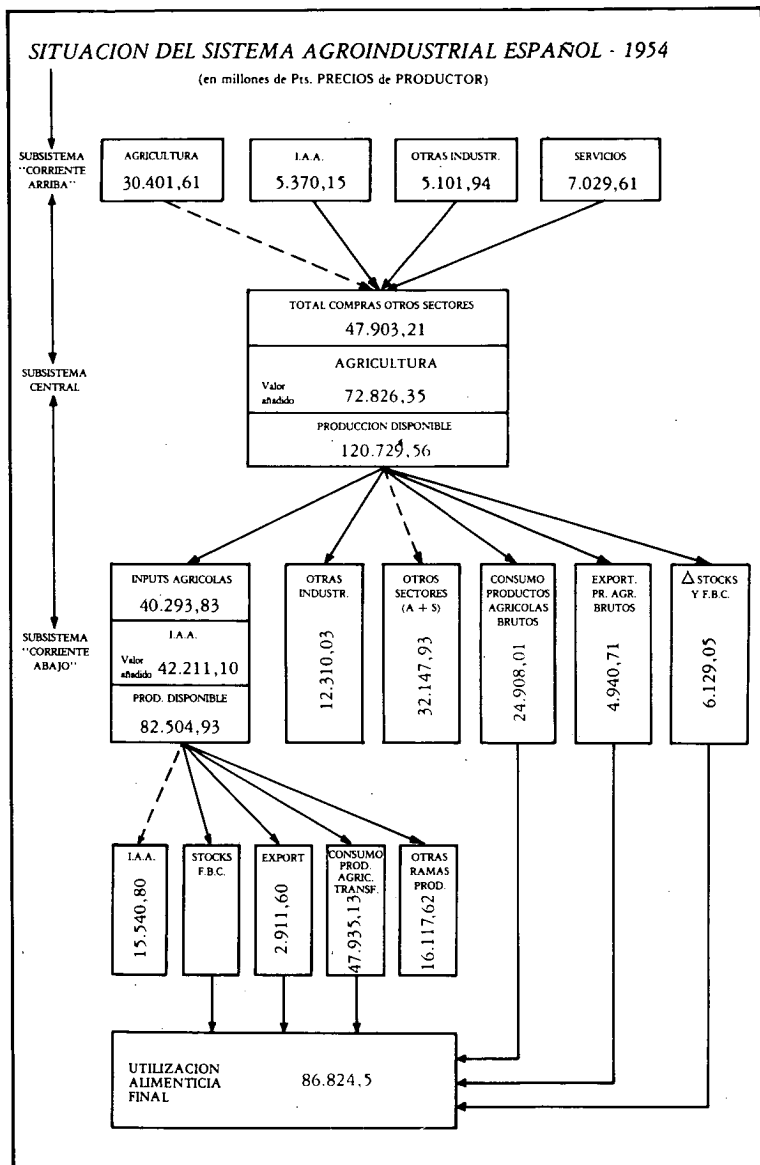 SITUACION DEL SISTEMA AGROINDUSTRIAL ESPAÑOL - 1954
(en millones de Pts. PRECIOS de PRODUCTOR)
SUBSISTEMA
"CORRIENTE
ARRIBA"
AGRICULTURA
30.401,61
I.A.A.
5.370,15
OTRAS INDUSTR.
5.101,94
SERVICIOS
7.029,61
TOTAL COMPRAS OTROS SECTORES
47.903,21
SUBSISTEMA
CENTRAL
AGRICULTURA
Valor
añadido
72.826,35
PRODUCCION DISPONIBLE
120.729,56
SUBSISTEMA
"CORRIENTE
ABAJO"
INPUTS AGRICOLAS
40.293,83
I.A.A.
Valor
añadido 42.211,10
PROD. DISPONIBLE
82.504,93
OTRAS
INDUSTR.
12.310,03
OTROS
SECTORES
(A + S)
32.147,93
CONSUMO
PRODUCTOS
AGRICOLAS
BRUTOS
24.908,01
EXPORT.
PR. AGR.
BRUTOS
4.940,71
△ STOCKS
Y F.B.C.
6.129,05
I.A.A.
15.540,80
STOCKS
F.B.C.
EXPORT
2.911,60
CONSUMO
PROD.
AGRIC.
TRANSF.
47.935,13
OTRAS
RAMAS
PROD.
16.117,62
UTILIZACION
ALIMENTICIA
FINAL
86.824,5